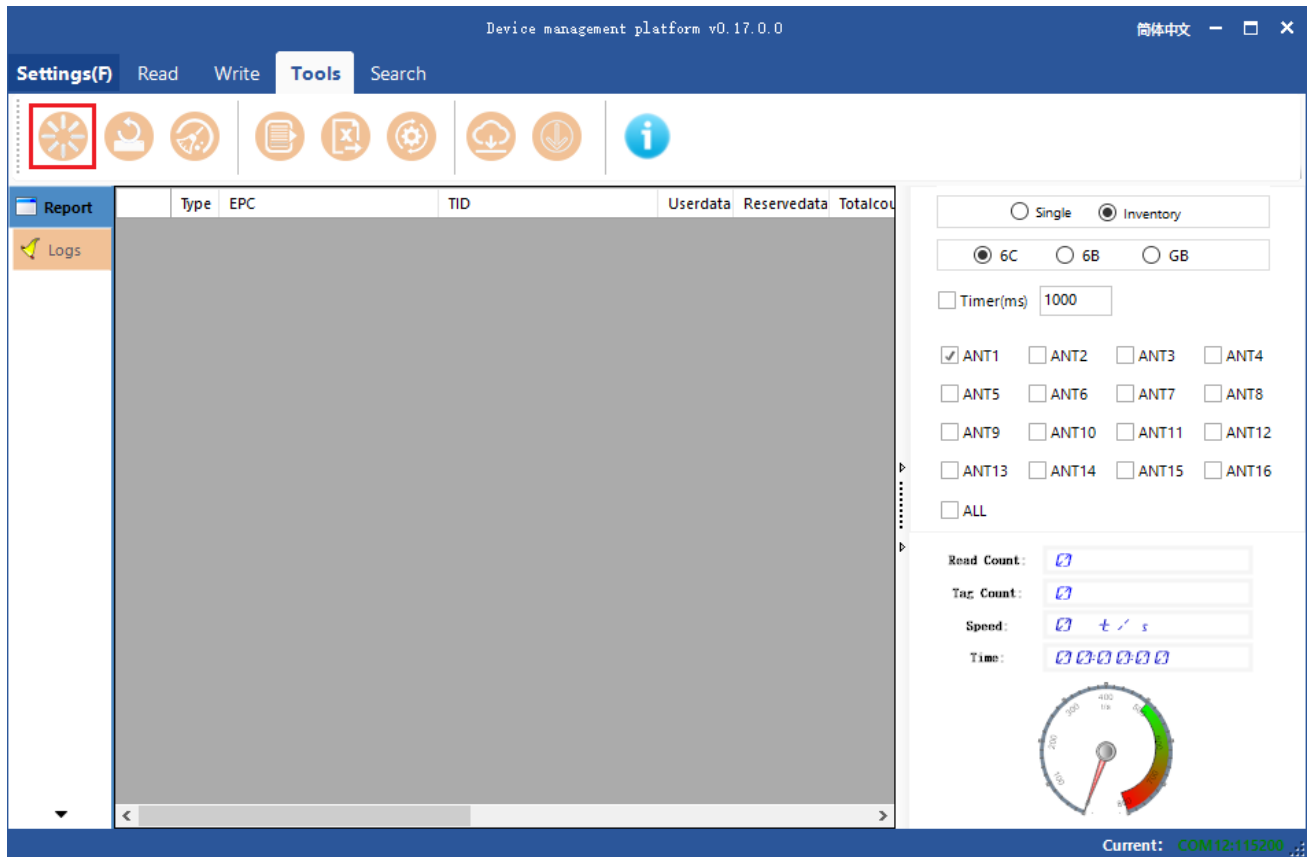 Device management platform v0.17.0.0
简体中文
Settings(F) Read Write Tools Search
Report
Logs
Type EPC TID Userdata Reservedata Totalcou
Single Inventory
6C 6B GB
Timer(ms) 1000
ANT1 ANT2 ANT3 ANT4
ANT5 ANT6 ANT7 ANT8
ANT9 ANT10 ANT11 ANT12
ANT13 ANT14 ANT15 ANT16
ALL
Read Count: 0
Tag Count: 0
Speed: 0 t/s
Time: 00:00:00
400
300
200
100
Current: COM12:115200